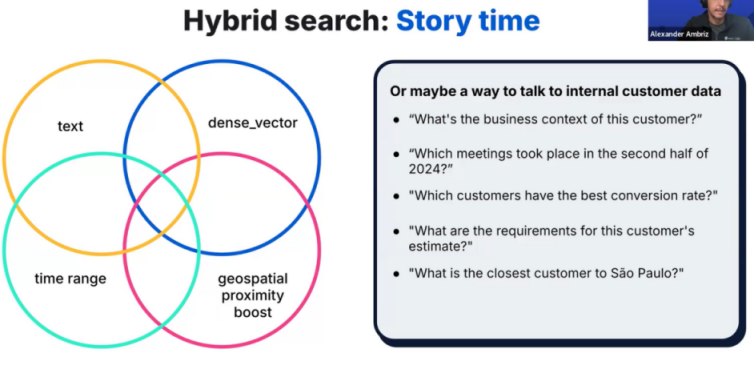 Hybrid search: Story time
Alexander Ambriz
text
dense_vector
time range
geospatial
proximity
boost
Or maybe a way to talk to internal customer data
• “What's the business context of this customer?”
• “Which meetings took place in the second half of
2024?”
• "Which customers have the best conversion rate?"
• "What are the requirements for this customer's
estimate?"
• "What is the closest customer to São Paulo?"